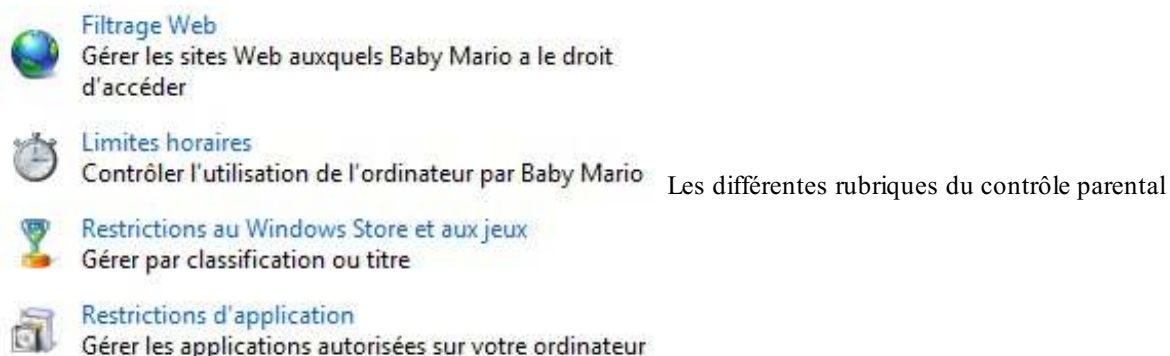 Filtrage Web
Gérer les sites Web auxquels Baby Mario a le droit
d'accéder
Limites horaires
Contrôler l'utilisation de l'ordinateur par Baby Mario
Les différentes rubriques du contrôle parental
Restrictions au Windows Store et aux jeux
Gérer par classification ou titre
Restrictions d'application
Gérer les applications autorisées sur votre ordinateur